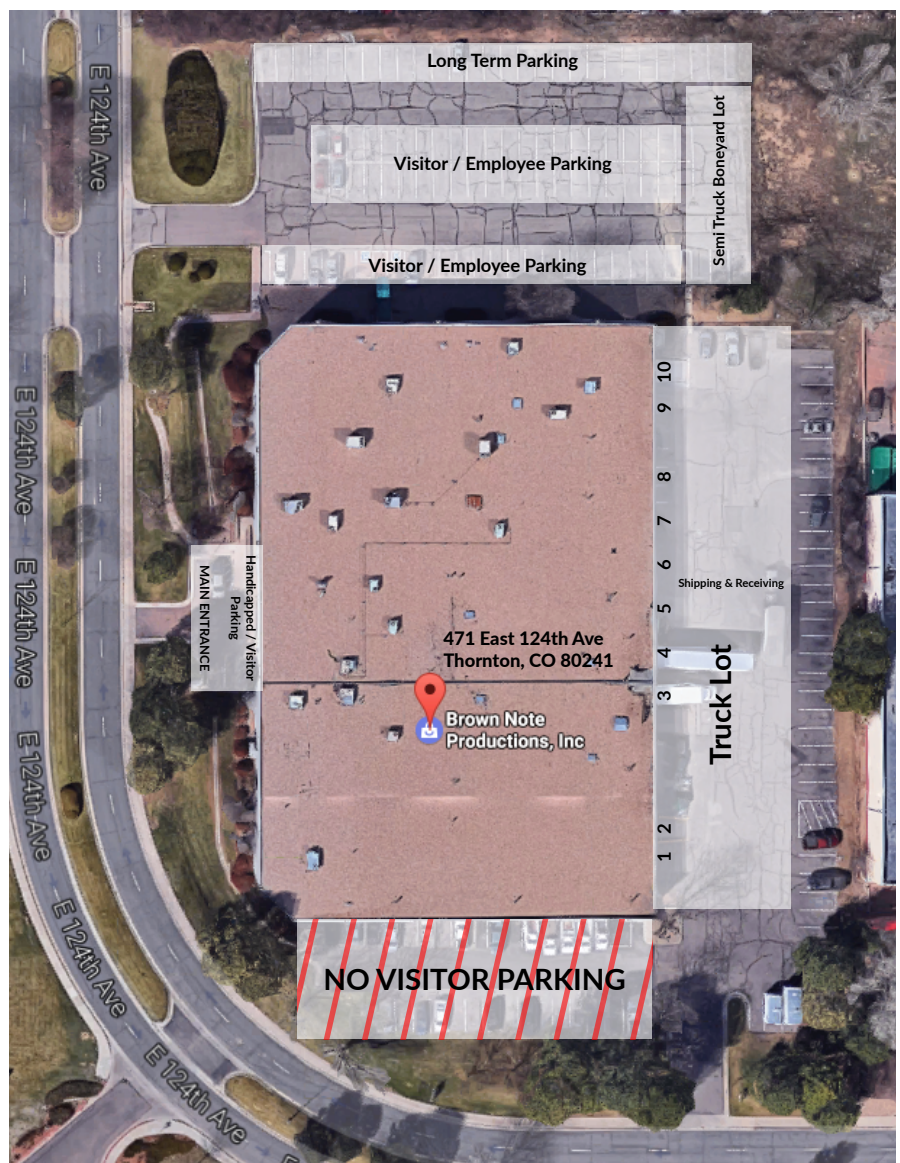 Long Term Parking
E 124th Ave
Visitor / Employee Parking
Semi Truck Boneyard Lot
Visitor / Employee Parking
10
9
8
7
6
5
4
3
2
1
Shipping & Receiving
Truck Lot
E 124th Ave
E 124th Ave
E 124th Ave
E 124th Ave
E 124th Ave
E
Handicapped / Visitor
Parking
MAIN ENTRANCE
471 East 124th Ave
Thornton, CO 80241
Brown Note
Productions, Inc
NO VISITOR PARKING